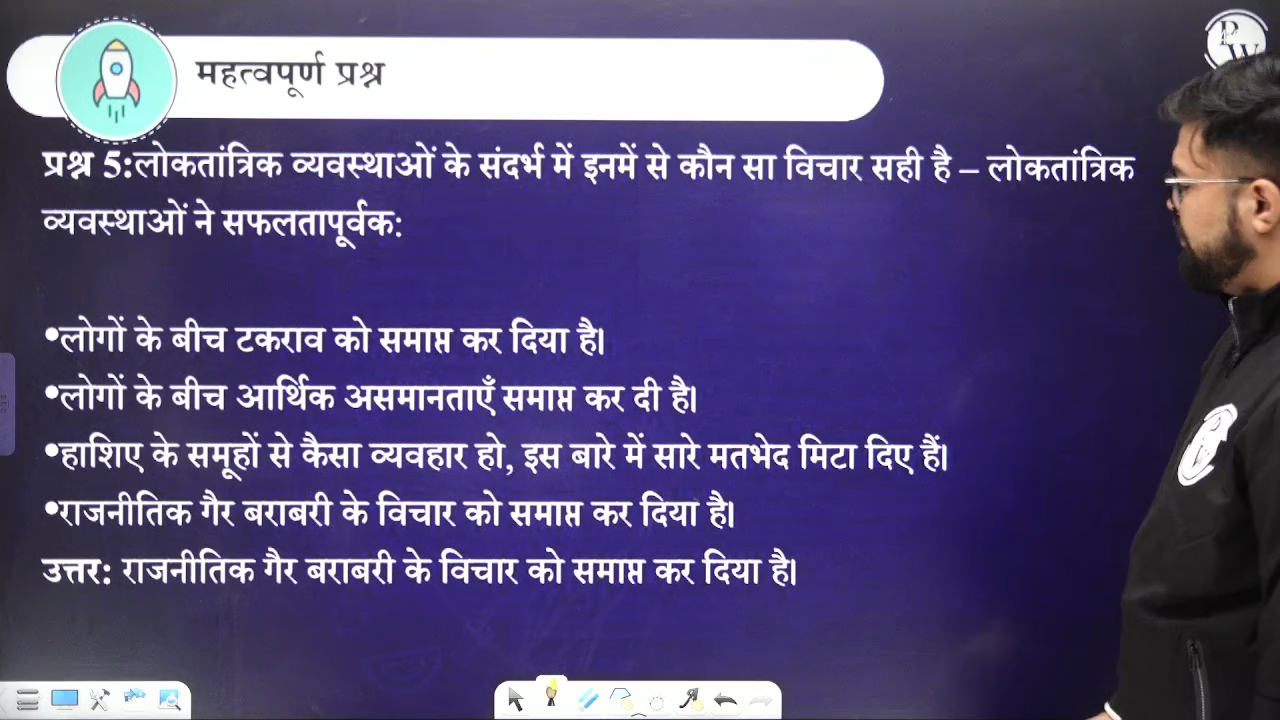 PW
महत्वपूर्ण प्रश्न
प्रश्न 5:लोकतांत्रिक व्यवस्थाओं के संदर्भ में इनमें से कौन सा विचार सही है – लोकतांत्रिक
व्यवस्थाओं ने सफलतापूर्वक:
•लोगों के बीच टकराव को समाप्त कर दिया है।
•लोगों के बीच आर्थिक असमानताएँ समाप्त कर दी है।
•हाशिए के समूहों से कैसा व्यवहार हो, इस बारे में सारे मतभेद मिटा दिए हैं।
•राजनीतिक गैर बराबरी के विचार को समाप्त कर दिया है।
उत्तर: राजनीतिक गैर बराबरी के विचार को समाप्त कर दिया है।